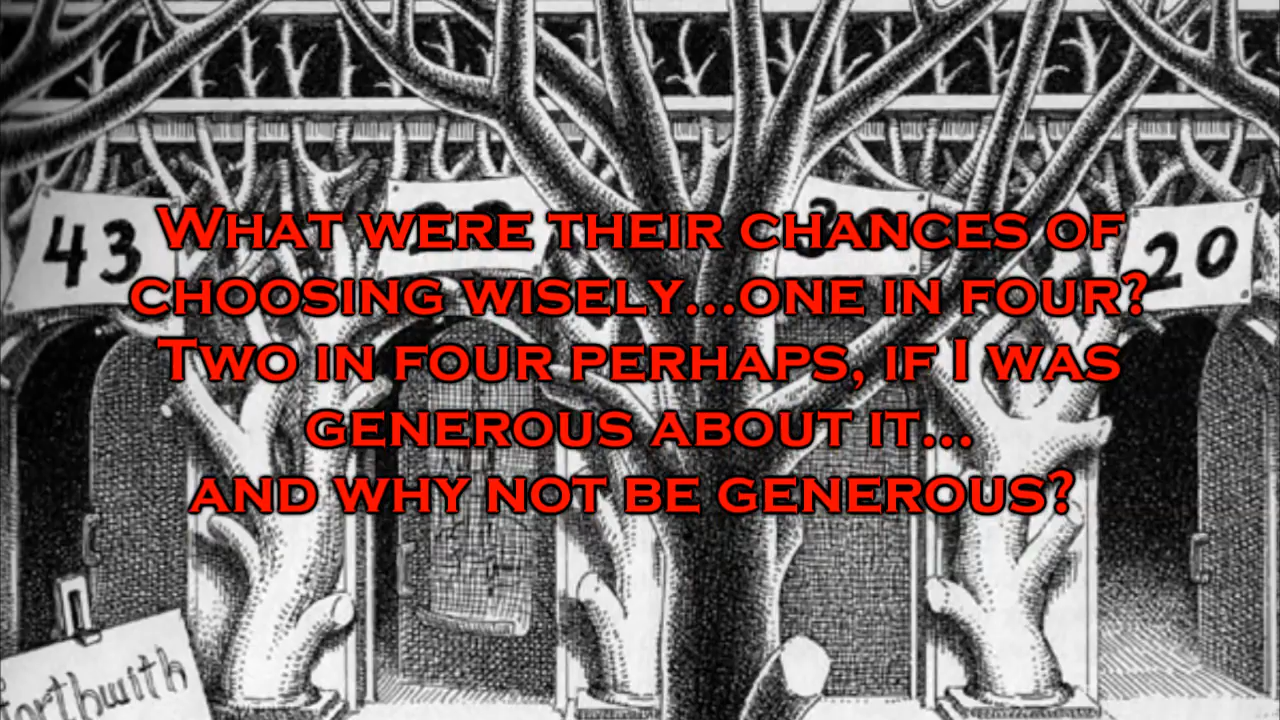 43
20
What were their chances of
choosing wisely...one in four?
Two in four perhaps, if I was
generous about it...
and why not be generous?
forthwith